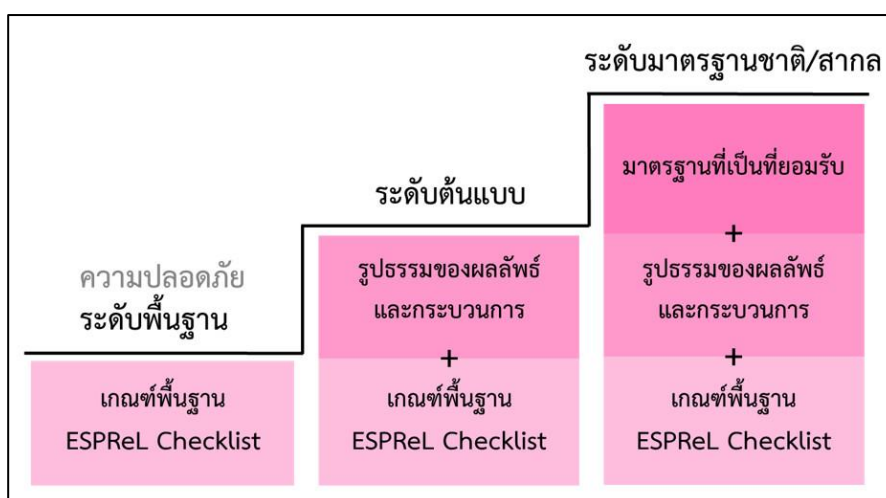 ระดับมาตรฐานชาติ/สากล
มาตรฐานที่เป็นที่ยอมรับ
+
รูปธรรมของผลลัพธ์
และกระบวนการ
+
เกณฑ์พื้นฐาน
ESPReL Checklist
ระดับต้นแบบ
รูปธรรมของผลลัพธ์
และกระบวนการ
+
เกณฑ์พื้นฐาน
ESPReL Checklist
ความปลอดภัย
ระดับพื้นฐาน
เกณฑ์พื้นฐาน
ESPReL Checklist